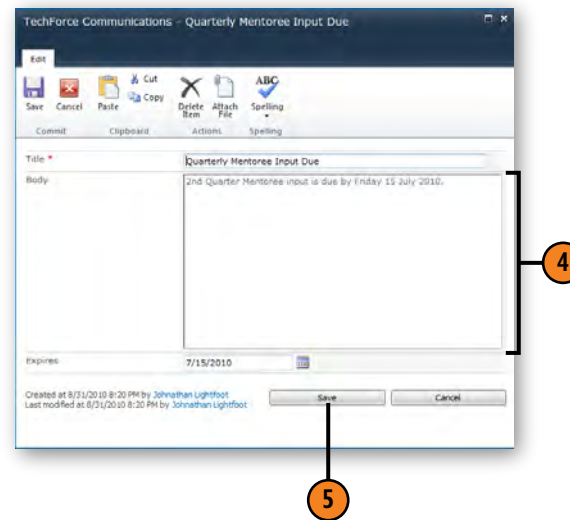 TechForce Communications - Quarterly Mentoree Input Due
Edit
Save Cancel Paste Cut Copy Delete Item Attach File ABC Spelling
Commit Clipboard Actions Spelling
Title * Quarterly Mentoree Input Due
Body 2nd Quarter Mentoree input is due by Friday 15 July 2010.
4
Expires 7/15/2010
Created at 8/31/2010 8:20 PM by Johnathan Lightfoot
Last modified at 8/31/2010 8:20 PM by Johnathan Lightfoot
Save Cancel
5